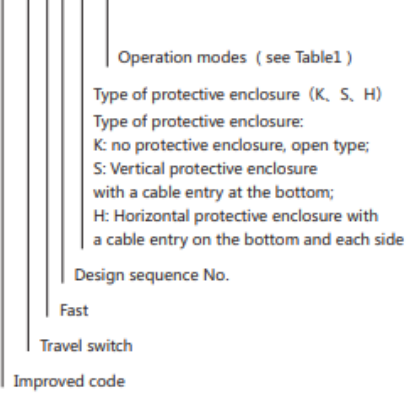 Operation modes ( see Table1 )
Type of protective enclosure（K、S、H）
Type of protective enclosure:
K: no protective enclosure, open type;
S: Vertical protective enclosure
with a cable entry at the bottom;
H: Horizontal protective enclosure with
a cable entry on the bottom and each side
Design sequence No.
Fast
Travel switch
Improved code